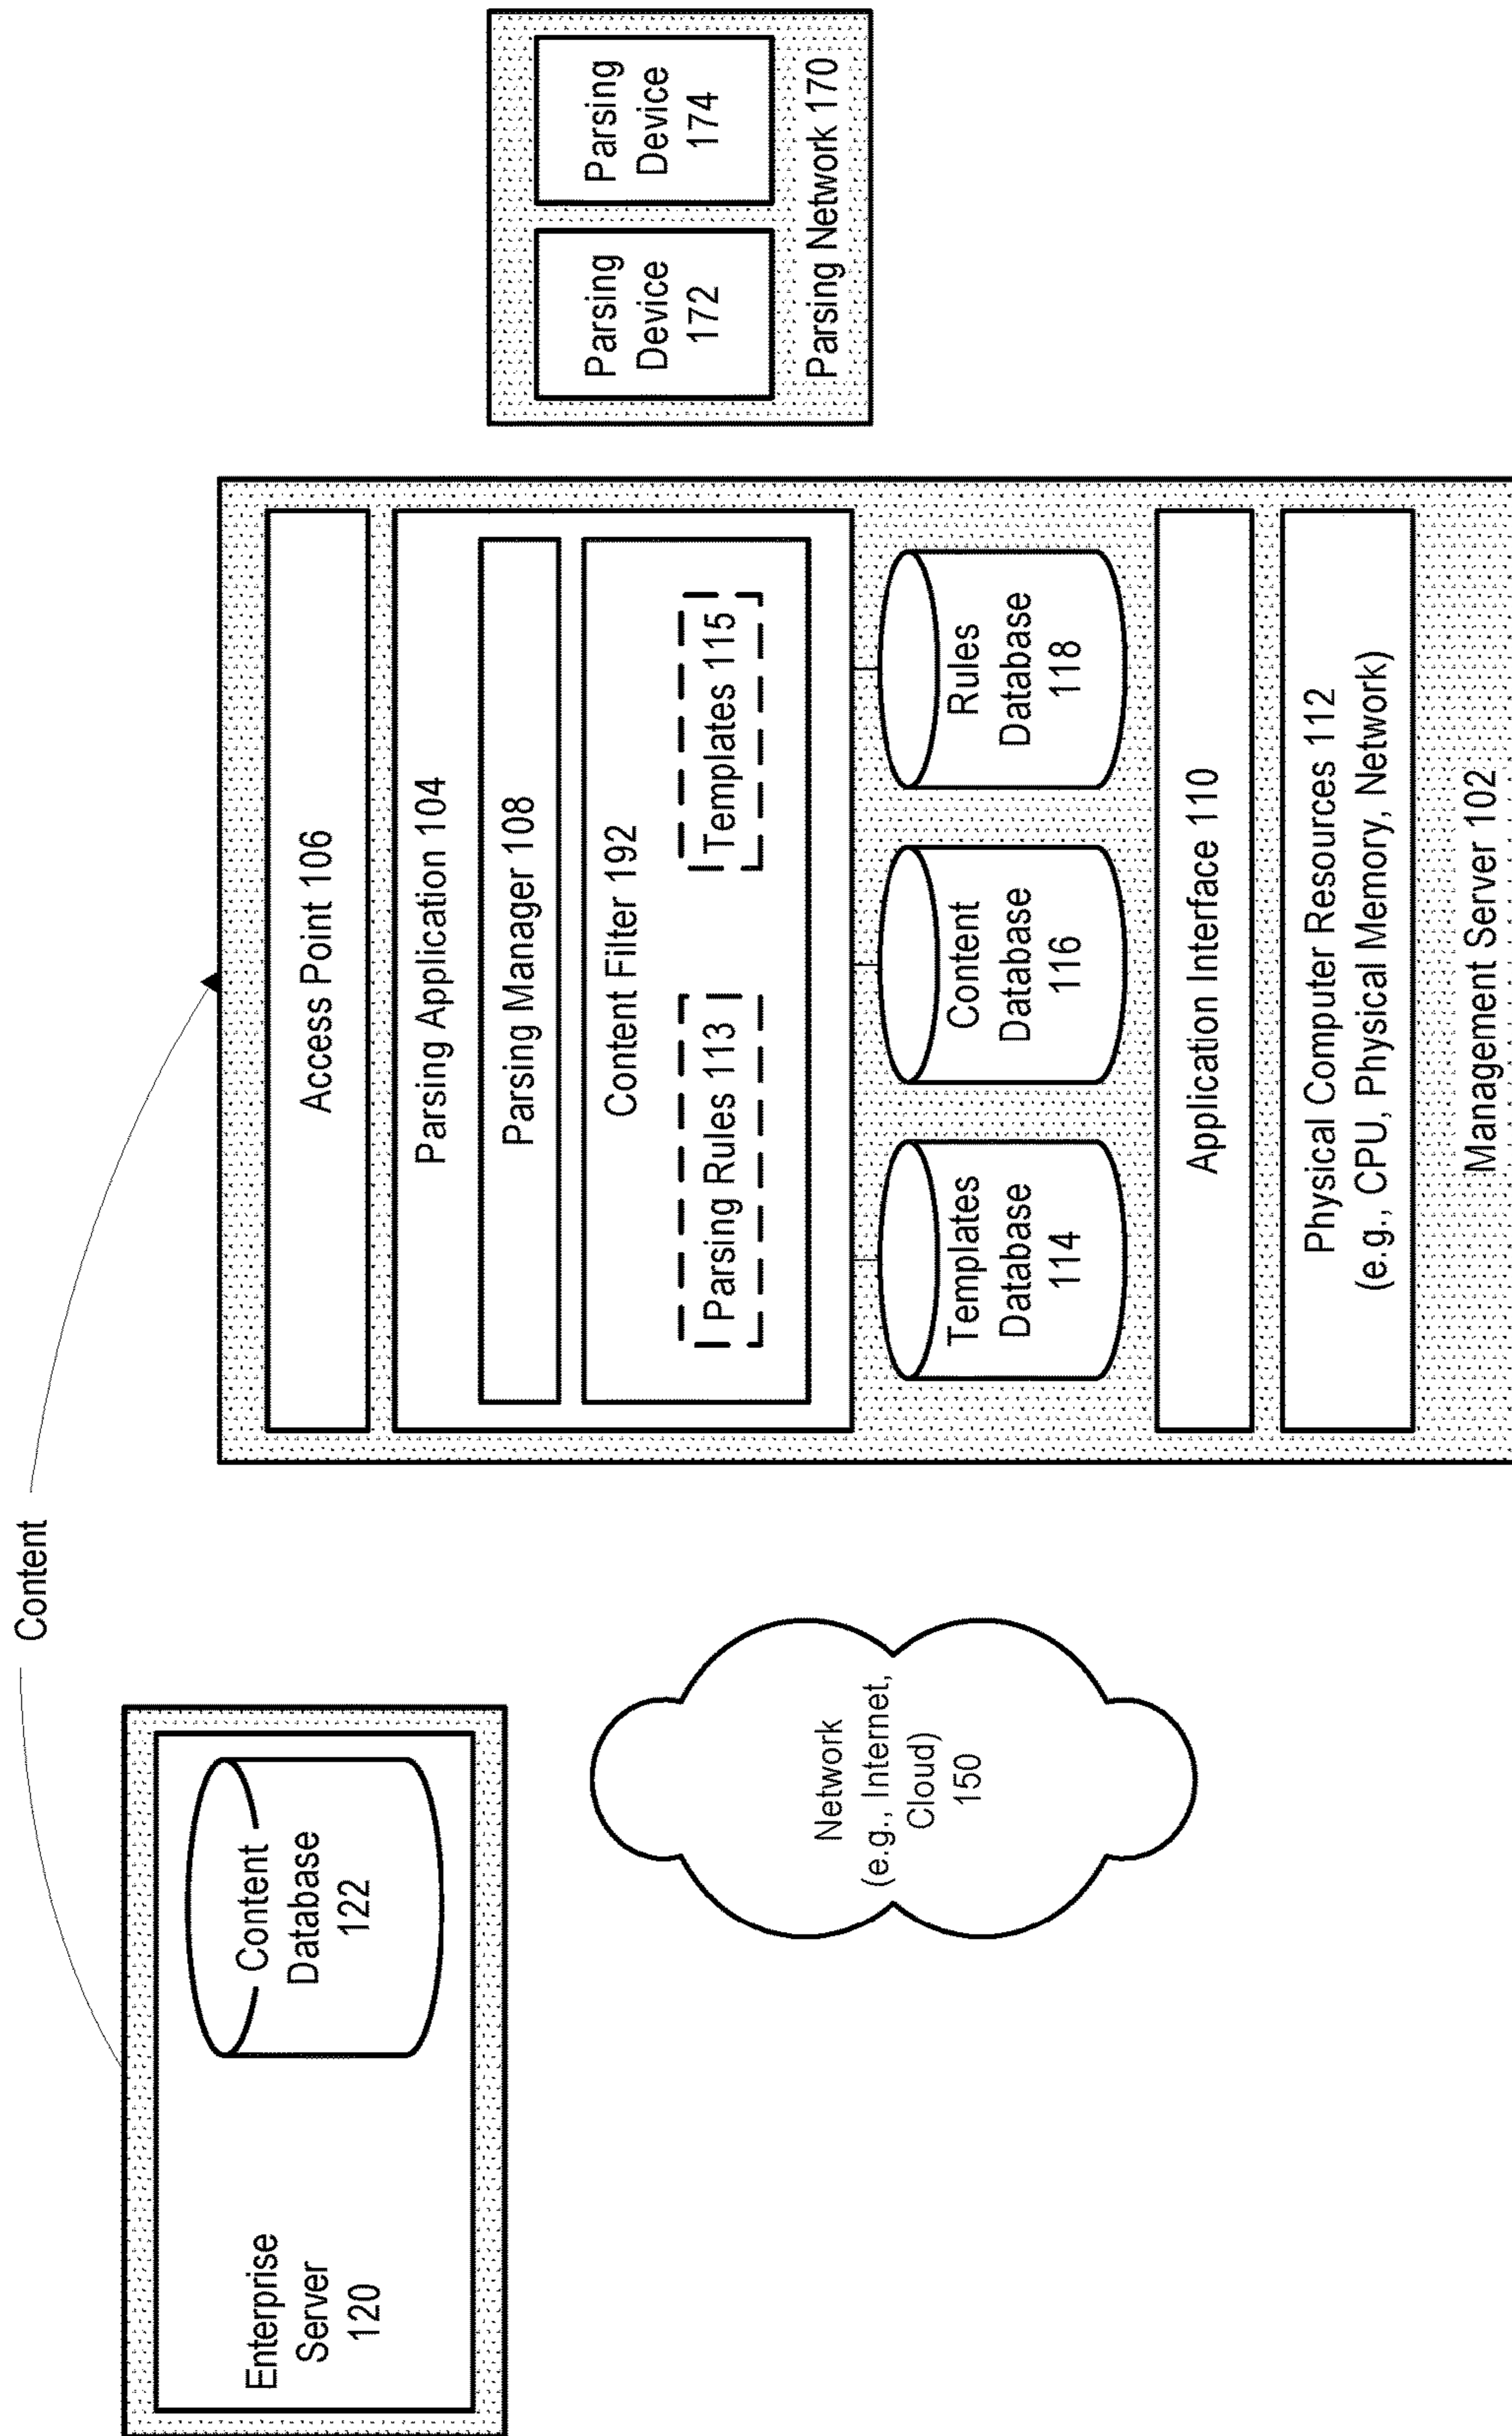 Content
Enterprise
Server
120
Content
Database
122
Network
(e.g., Internet,
Cloud)
150
Access Point 106
Parsing Application 104
Parsing Manager 108
Content Filter 192
Parsing Rules 113
Templates 115
Templates
Database
114
Content
Database
116
Rules
Database
118
Application Interface 110
Physical Computer Resources 112
(e.g., CPU, Physical Memory, Network)
Management Server 102
Parsing
Device
172
Parsing
Device
174
Parsing Network 170